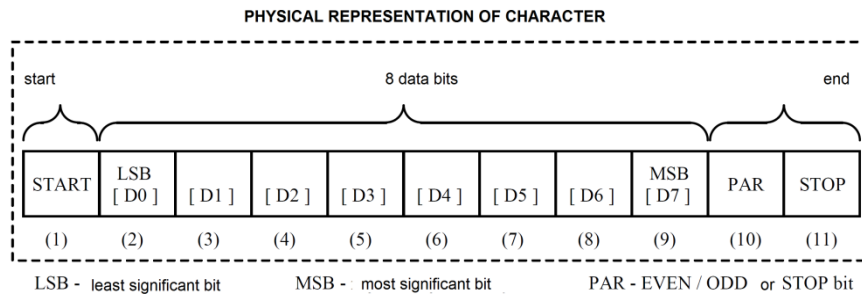 PHYSICAL REPRESENTATION OF CHARACTER
start 8 data bits end
START LSB [ D0 ] [ D1 ] [ D2 ] [ D3 ] [ D4 ] [ D5 ] [ D6 ] MSB [ D7 ] PAR STOP
(1) (2) (3) (4) (5) (6) (7) (8) (9) (10) (11)
LSB - least significant bit MSB - most significant bit PAR - EVEN / ODD or STOP bit